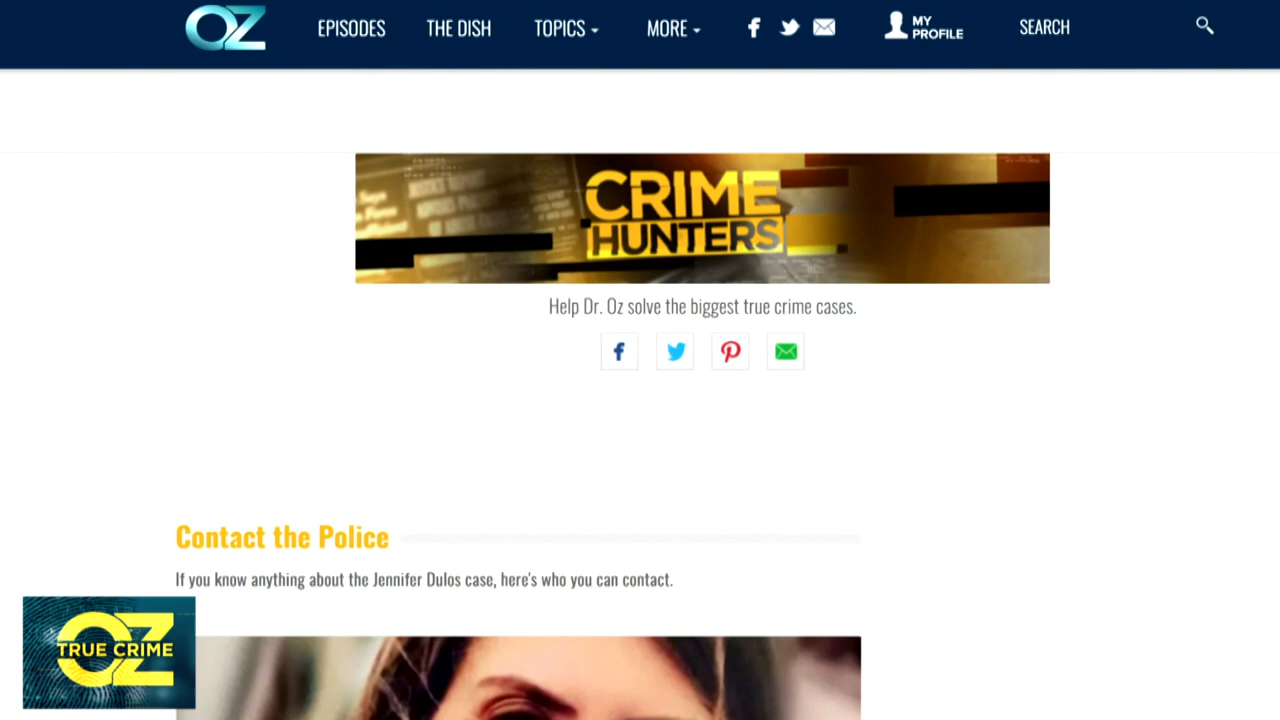 OZ
EPISODES
THE DISH
TOPICS
MORE
MY
PROFILE
SEARCH
CRIME
HUNTERS
Help Dr. Oz solve the biggest true crime cases.
Contact the Police
If you know anything about the Jennifer Dulos case, here's who you can contact.
OZ
TRUE CRIME